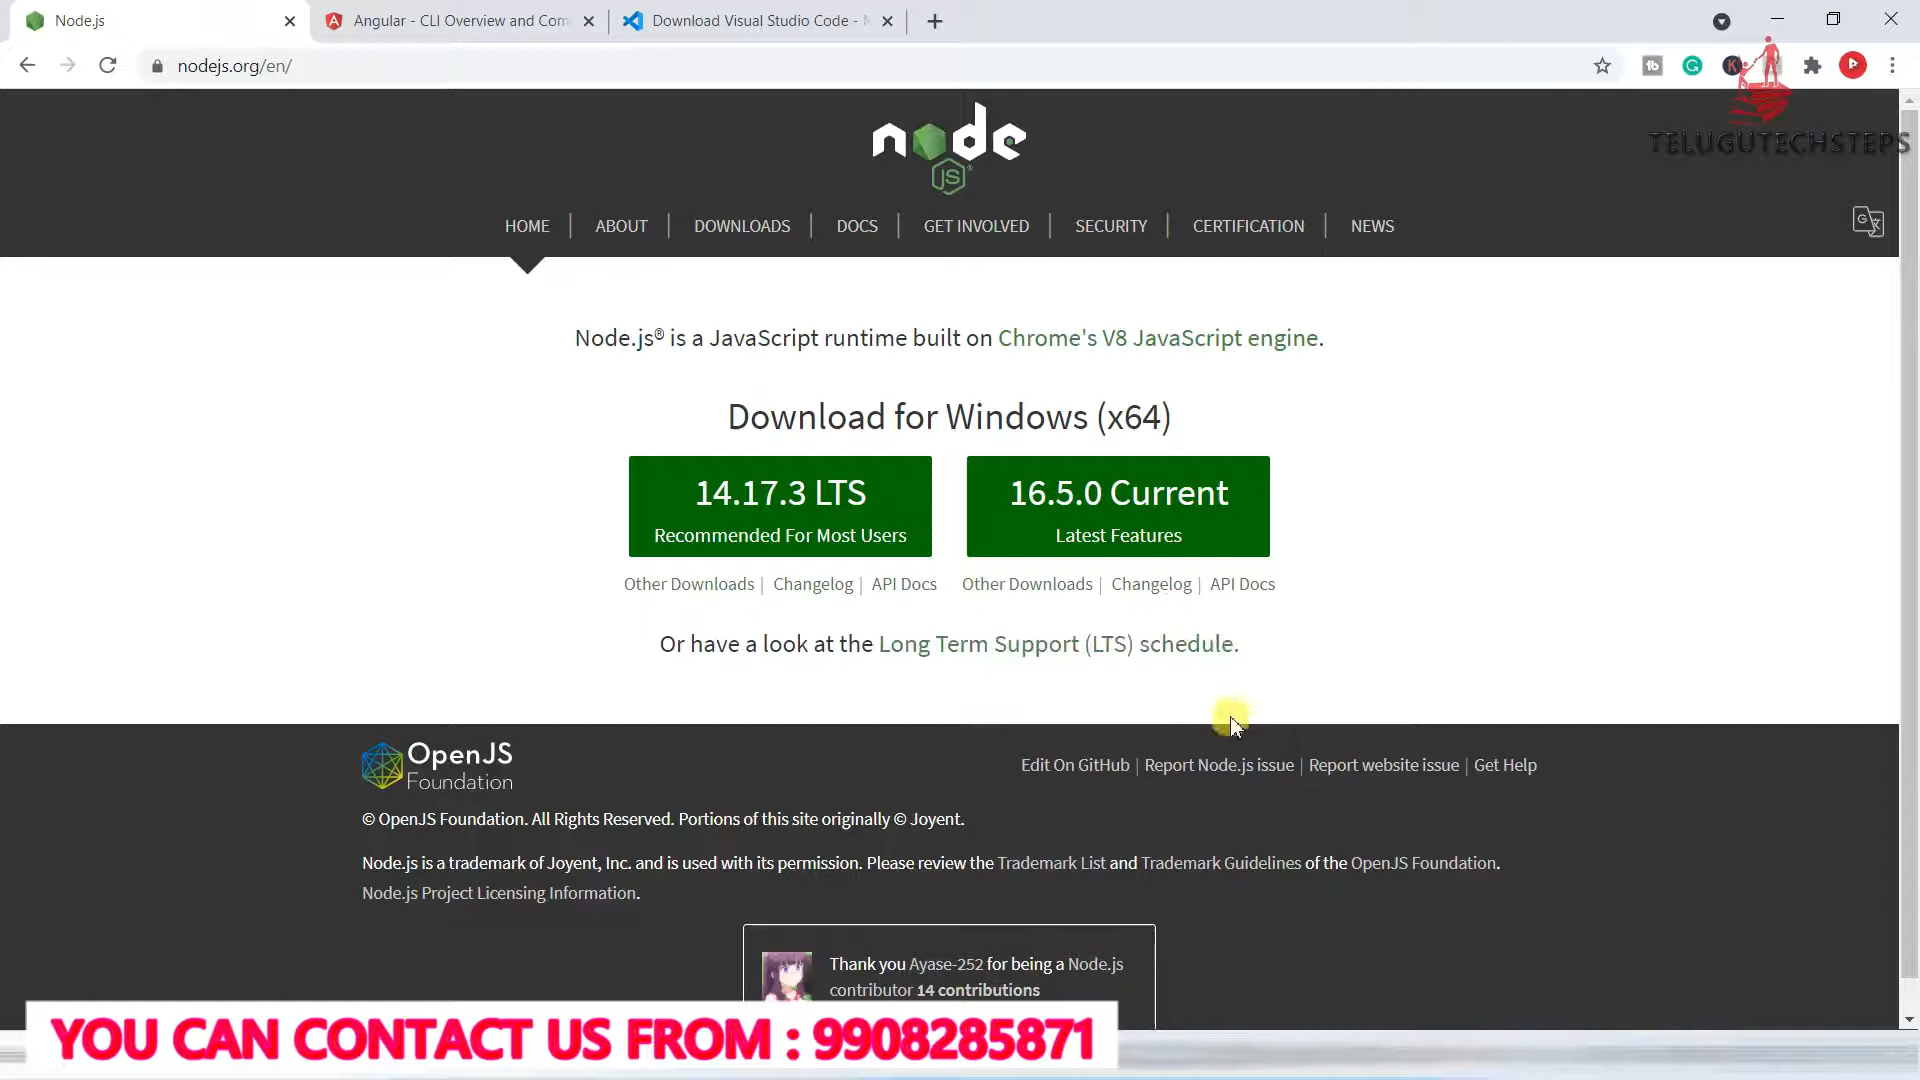 Node.js
Angular - CLI Overview and Com
Download Visual Studio Code -
nodejs.org/en/
TELUGUTECHSTEPS
node
JS
HOME | ABOUT | DOWNLOADS | DOCS | GET INVOLVED | SECURITY | CERTIFICATION | NEWS
Node.js® is a JavaScript runtime built on Chrome's V8 JavaScript engine.
Download for Windows (x64)
14.17.3 LTS
Recommended For Most Users
16.5.0 Current
Latest Features
Other Downloads | Changelog | API Docs
Other Downloads | Changelog | API Docs
Or have a look at the Long Term Support (LTS) schedule.
OpenJS
Foundation
Edit On GitHub | Report Node.js issue | Report website issue | Get Help
© OpenJS Foundation. All Rights Reserved. Portions of this site originally © Joyent.
Node.js is a trademark of Joyent, Inc. and is used with its permission. Please review the Trademark List and Trademark Guidelines of the OpenJS Foundation.
Node.js Project Licensing Information.
Thank you Ayase-252 for being a Node.js
contributor 14 contributions
YOU CAN CONTACT US FROM : 9908285871